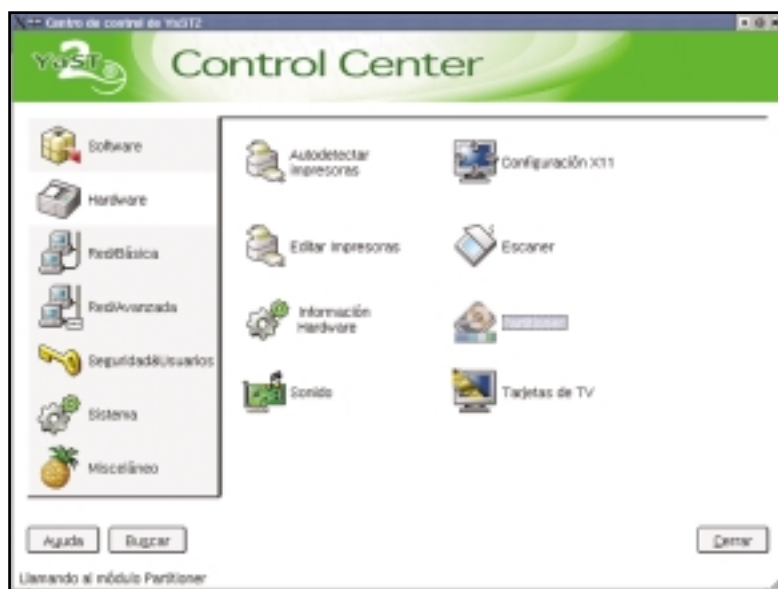 Centro de control de YaST2
YaST2
Control Center
Software
Hardware
Red/Básica
Red/Avanzada
Seguridad&Usuarios
Sistema
Misceláneo
Autodetectar
impresoras
Configuración X11
Editar impresoras
Escaner
Información
Hardware
Sonido
Tarjetas de TV
Ayuda
Buscar
Cerrar
Llamando al módulo Partitioner